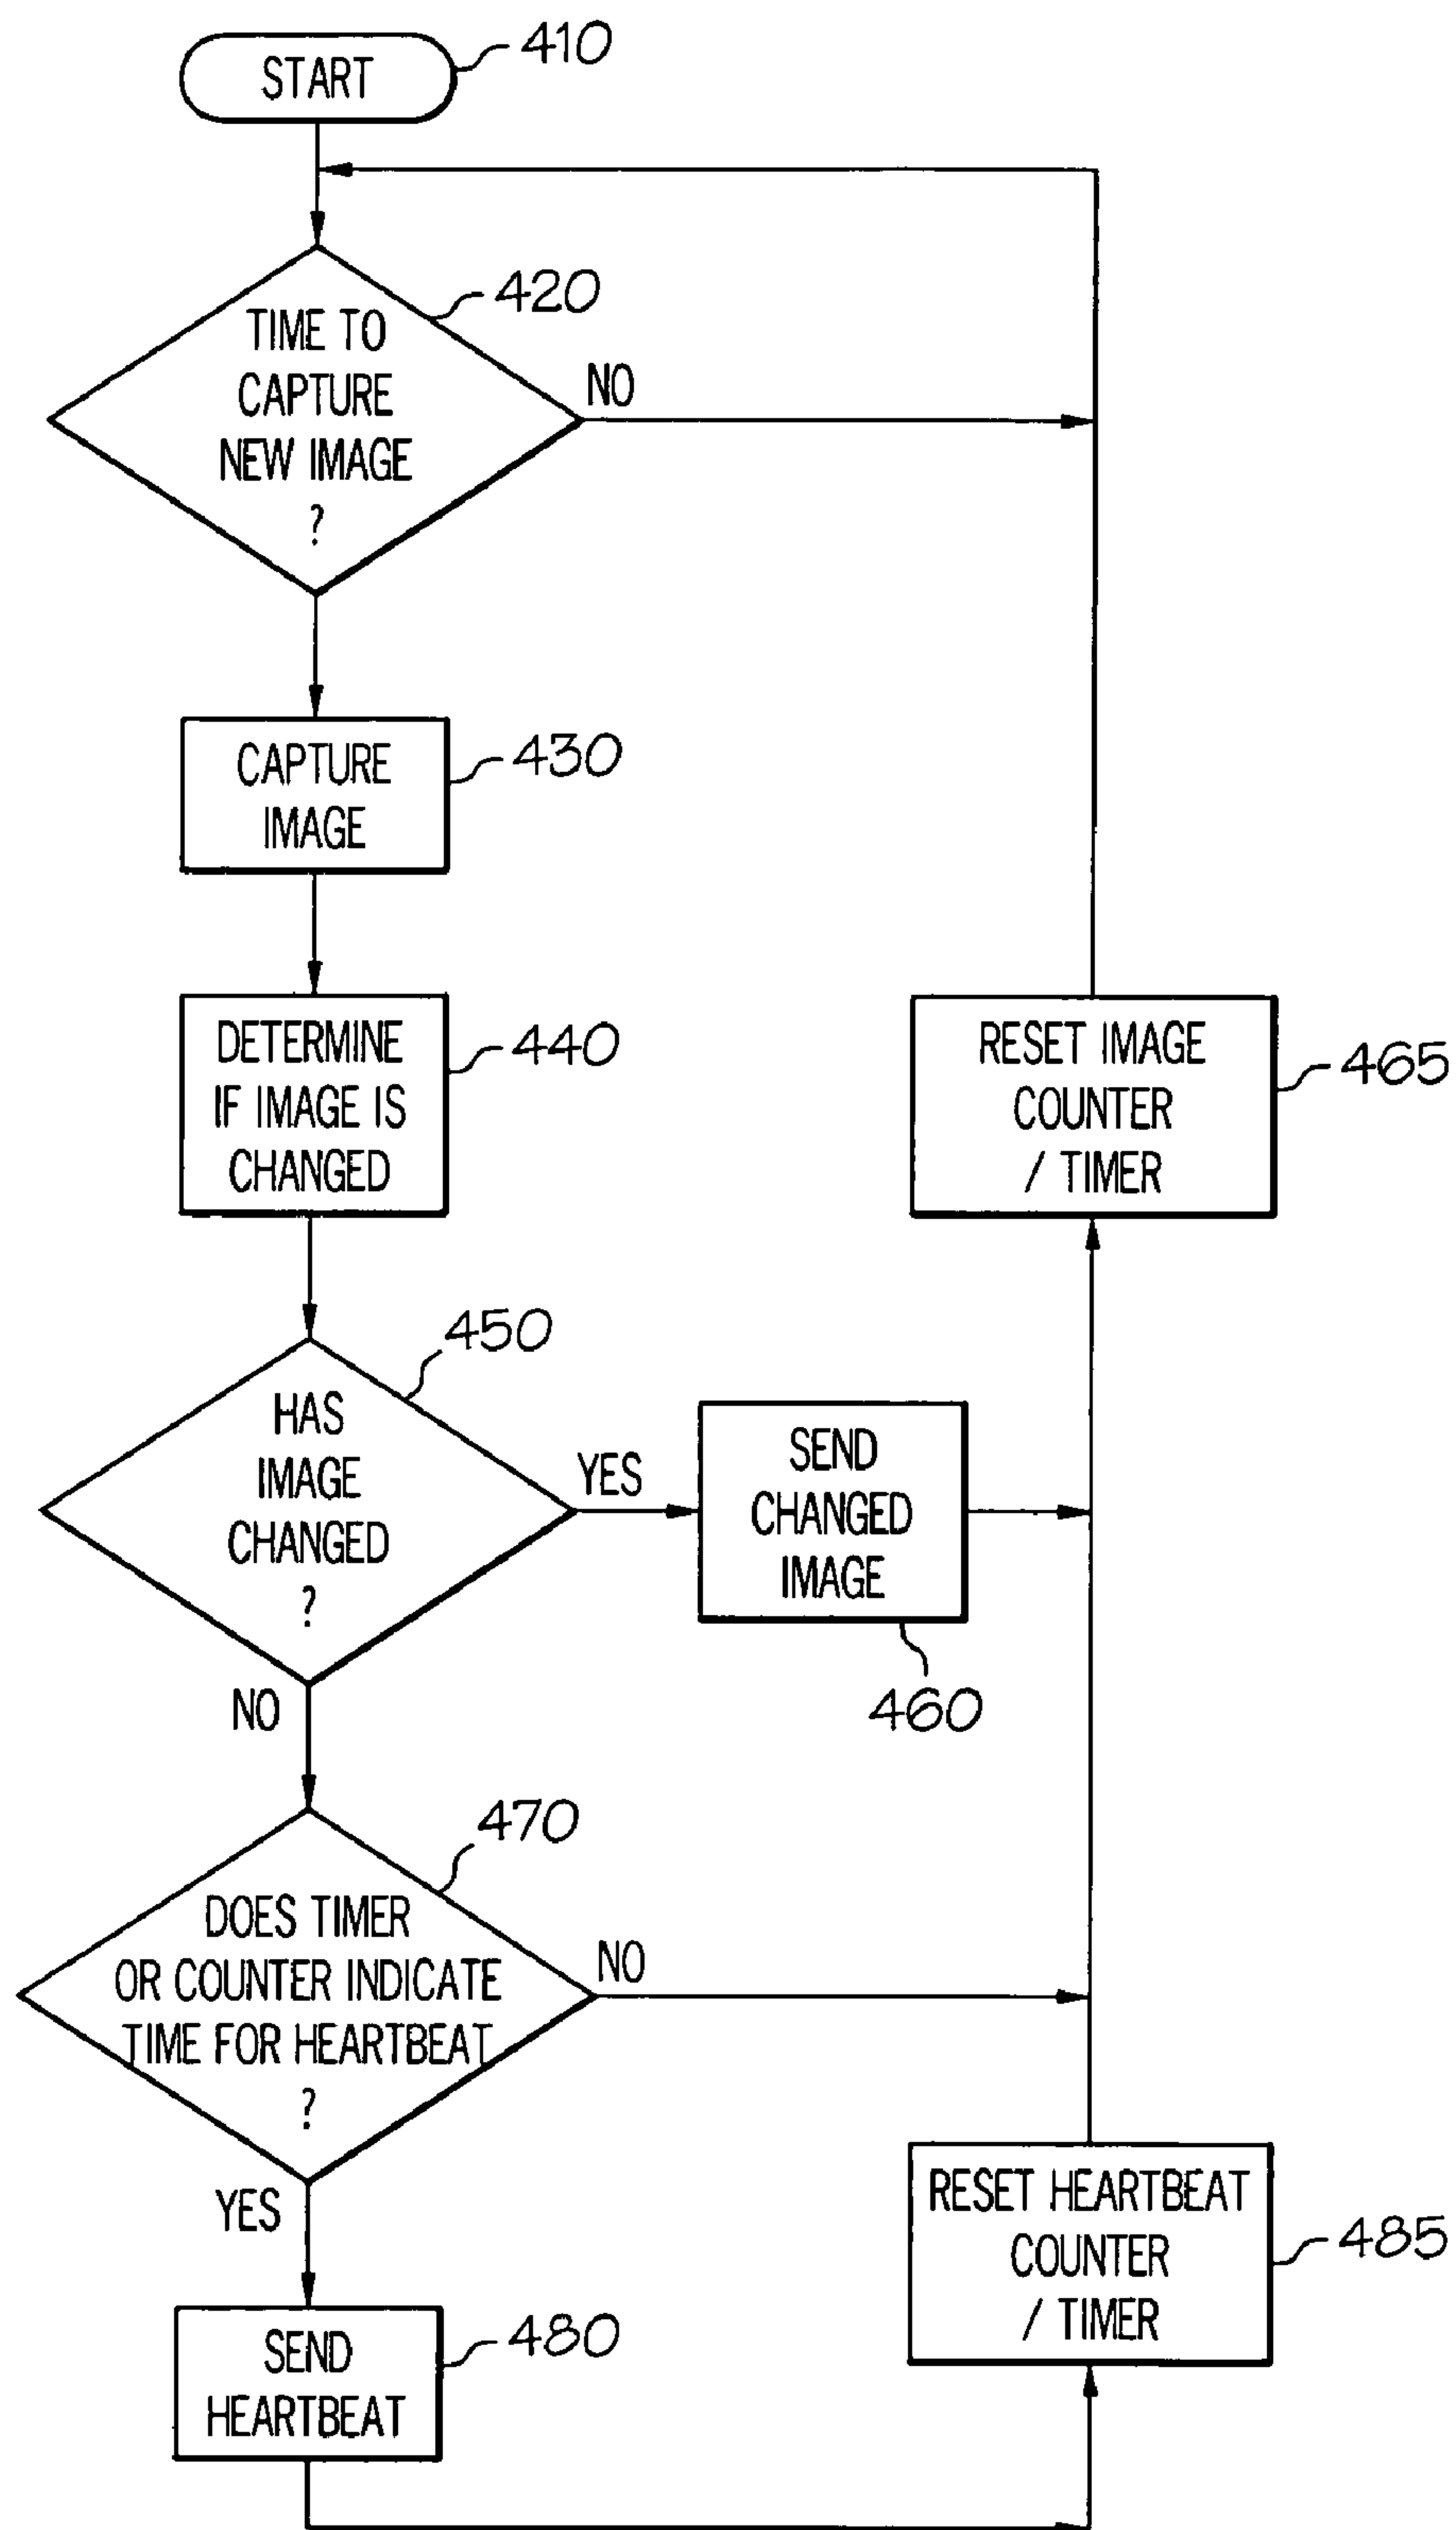 START
410
TIME TO
CAPTURE
NEW IMAGE
?
420
NO
CAPTURE
IMAGE
430
DETERMINE
IF IMAGE IS
CHANGED
440
RESET IMAGE
COUNTER
/ TIMER
465
HAS
IMAGE
CHANGED
?
450
YES
SEND
CHANGED
IMAGE
460
NO
DOES TIMER
OR COUNTER INDICATE
TIME FOR HEARTBEAT
?
470
NO
YES
RESET HEARTBEAT
COUNTER
/ TIMER
485
SEND
HEARTBEAT
480